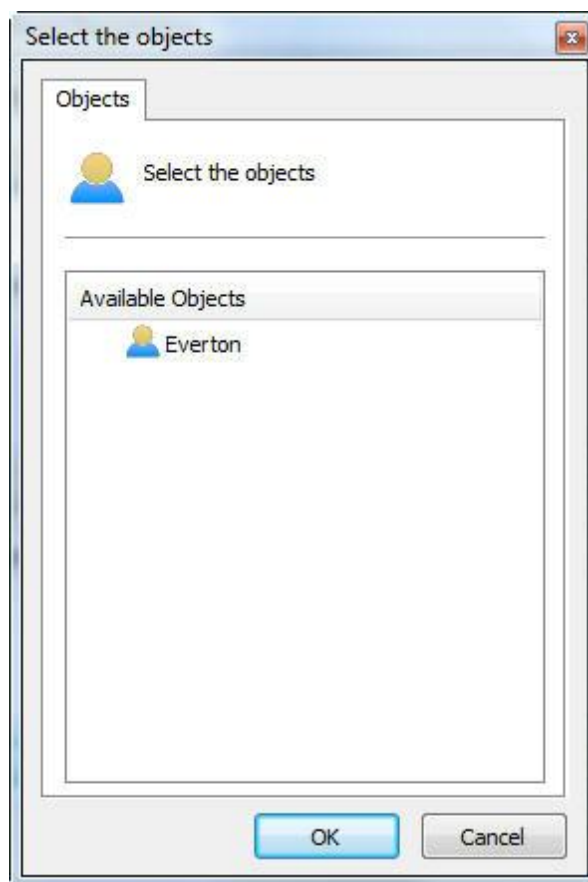 Select the objects
Objects
Select the objects
Available Objects
Everton
OK
Cancel